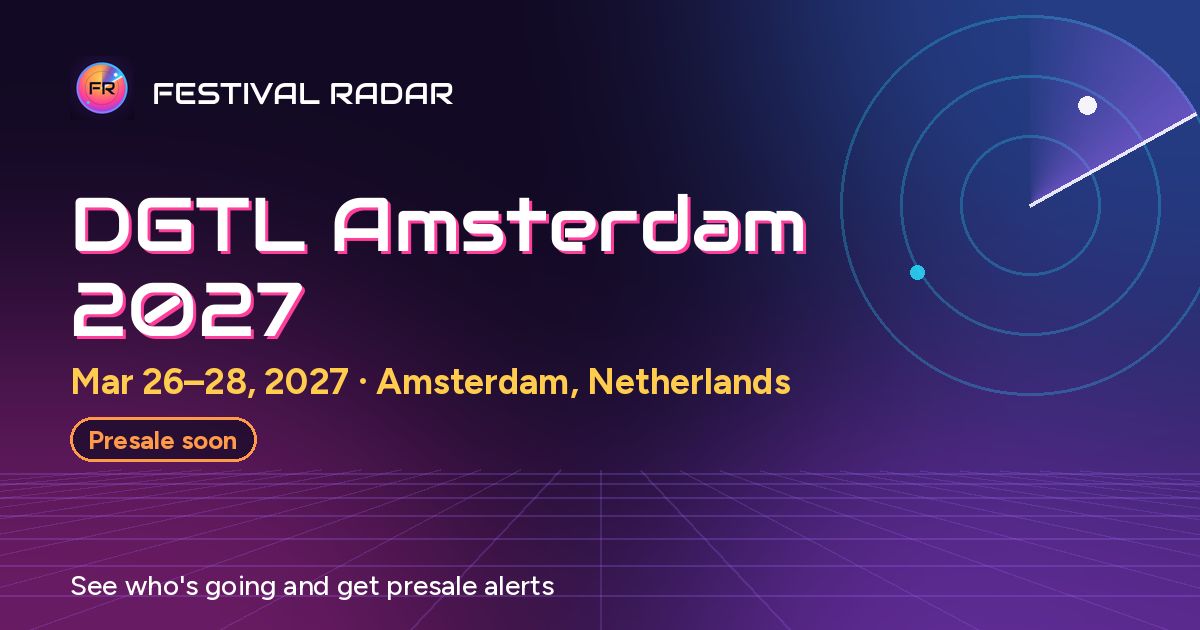 FR
FESTIVAL RADAR
DGTL Amsterdam
2027
Mar 26–28, 2027 · Amsterdam, Netherlands
Presale soon
See who's going and get presale alerts